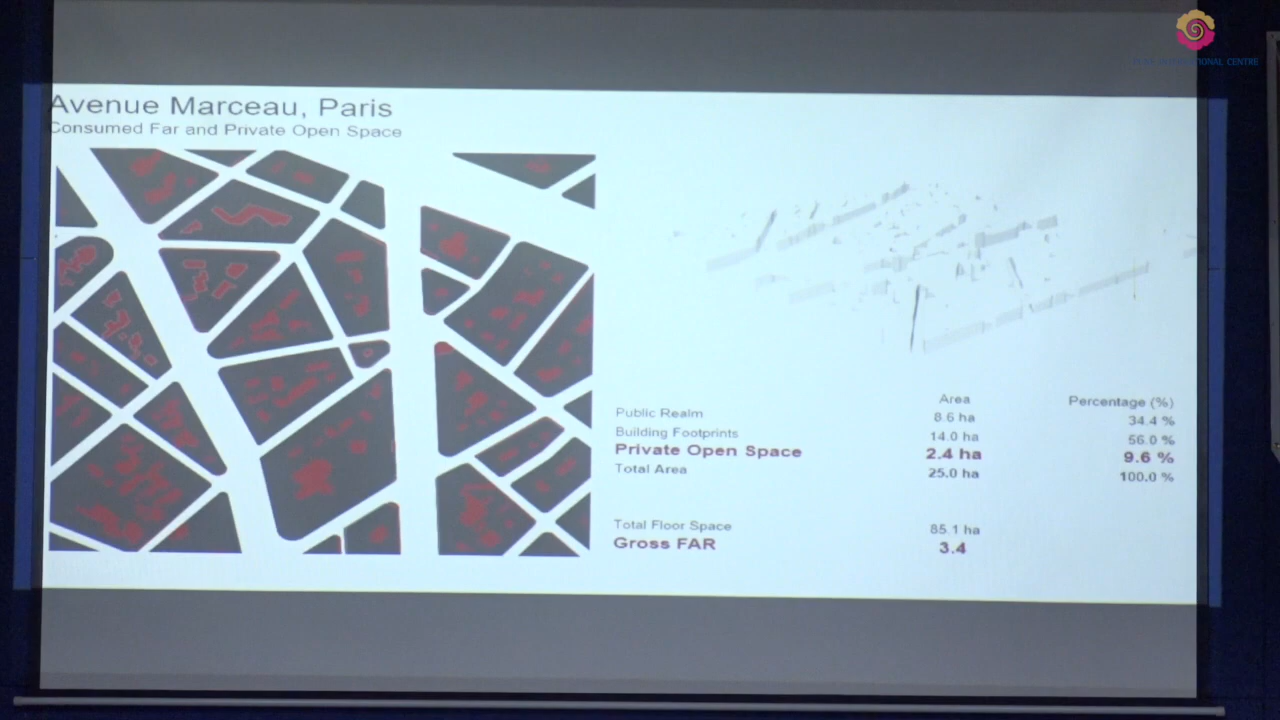 INTERNATIONAL CENTRE
Avenue Marceau, Paris
Consumed Far and Private Open Space
Area Percentage (%)
Public Realm 8.6 ha 34.4 %
Building Footprints 14.0 ha 56.0 %
Private Open Space 2.4 ha 9.6 %
Total Area 25.0 ha 100.0 %
Total Floor Space 85.1 ha
Gross FAR 3.4